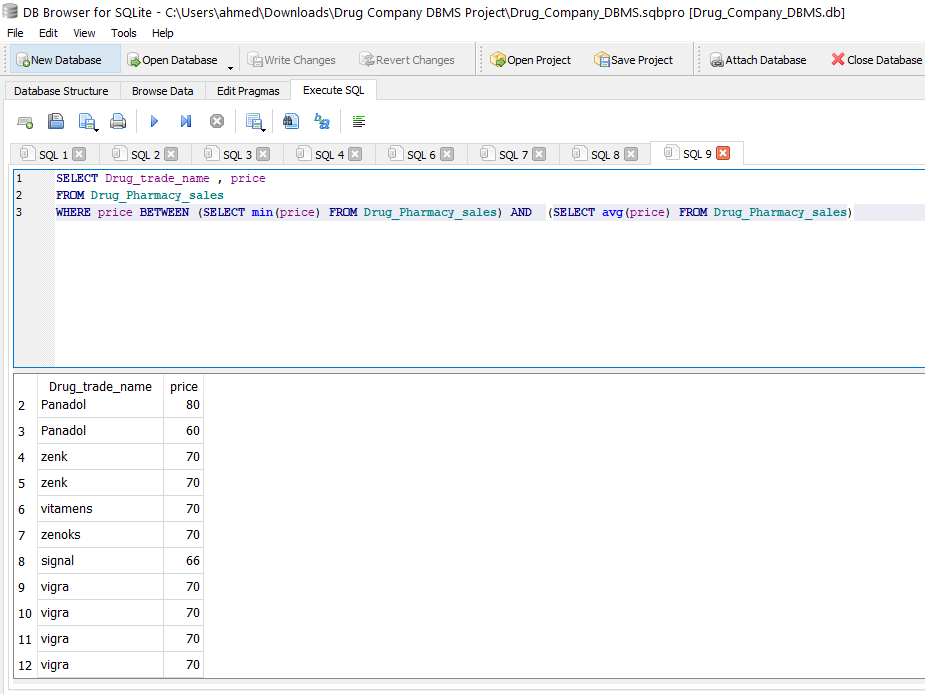 DB Browser for SQLite - C:\Users\ahmed\Downloads\Drug Company DBMS Project\Drug_Company_DBMS.sqbpro [Drug_Company_DBMS.db]
File Edit View Tools Help
New Database Open Database Write Changes Revert Changes Open Project Save Project Attach Database Close Database
Database Structure Browse Data Edit Pragmas Execute SQL
SQL 1 SQL 2 SQL 3 SQL 4 SQL 6 SQL 7 SQL 8 SQL 9
1 SELECT Drug_trade_name , price
2 FROM Drug_Pharmacy_sales
3 WHERE price BETWEEN (SELECT min(price) FROM Drug_Pharmacy_sales) AND (SELECT avg(price) FROM Drug_Pharmacy_sales)
Drug_trade_name price
2 Panadol 80
3 Panadol 60
4 zenk 70
5 zenk 70
6 vitamens 70
7 zenoks 70
8 signal 66
9 vigra 70
10 vigra 70
11 vigra 70
12 vigra 70